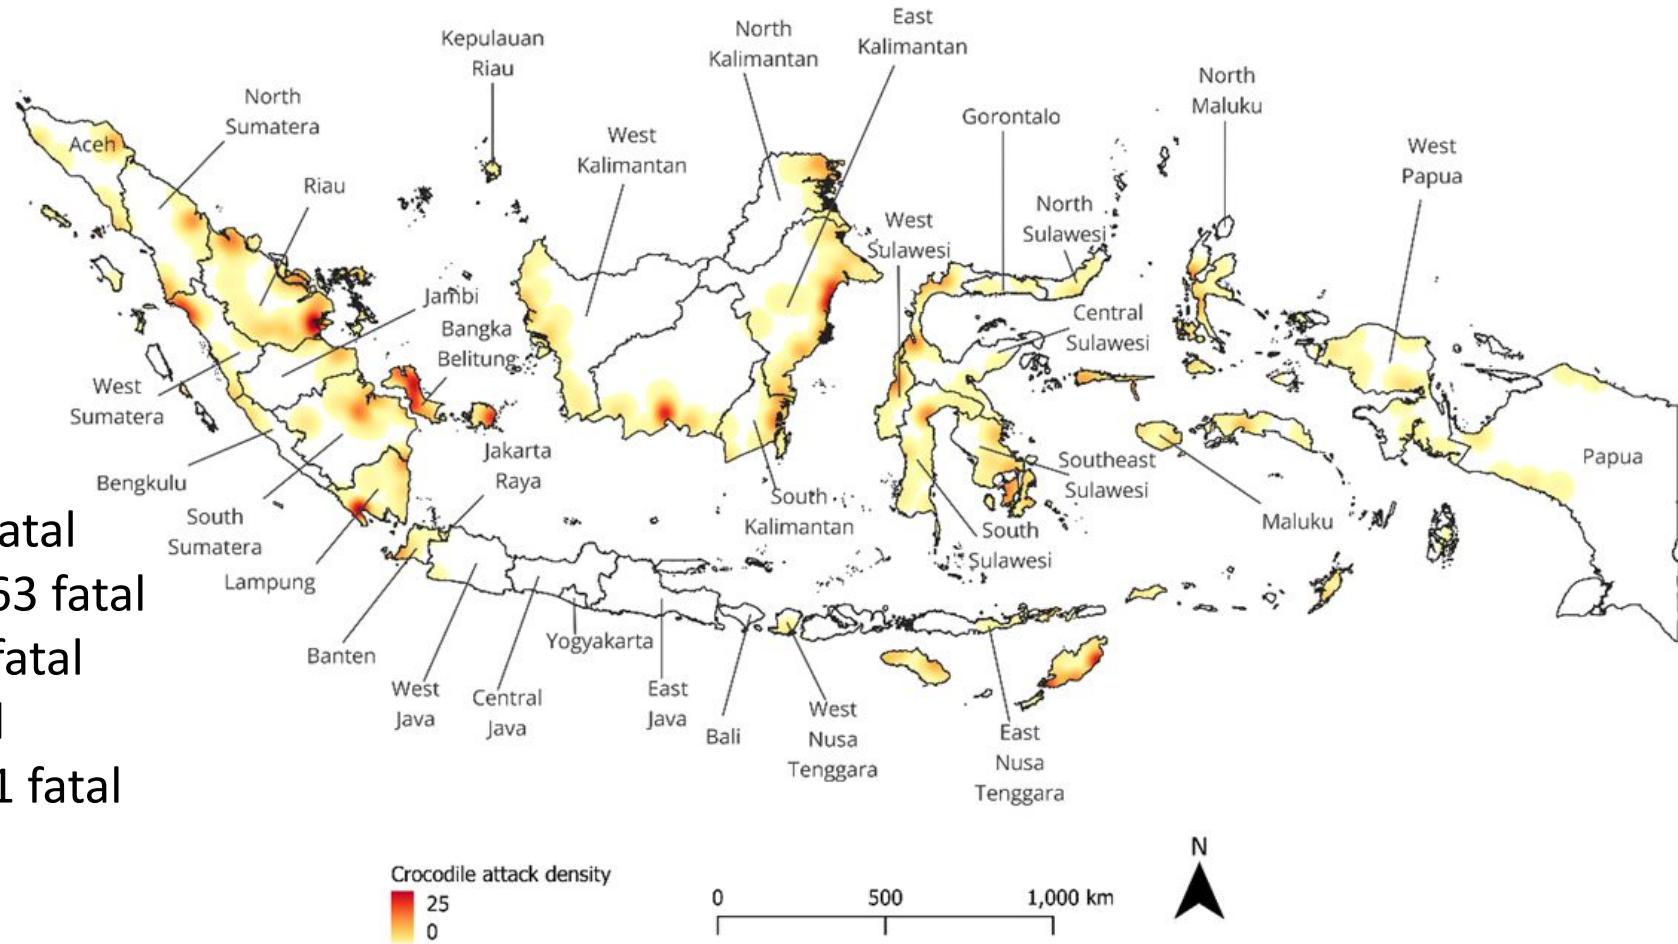 East
Kalimantan
North
Kalimantan
Kepulauan
Riau
North
Maluku
North
Sumatera
Gorontalo
West
Kalimantan
Aceh
West
Papua
Riau
North
Sulawesi
West
Sulawesi
Jambi
Bangka
Belitung
Central
Sulawesi
West
Sumatera
Jakarta
Raya
Papua
Southeast
Sulawesi
Bengkulu
South
Kalimantan
Maluku
South
Sumatera
South
Sulawesi
Lampung
atal
63 fatal
fatal
l
1 fatal
Banten
Yogyakarta
West
Java
Central
Java
East
Java
Bali
West
Nusa
Tenggara
East
Nusa
Tenggara
Crocodile attack density
25
0
0 500 1,000 km
N